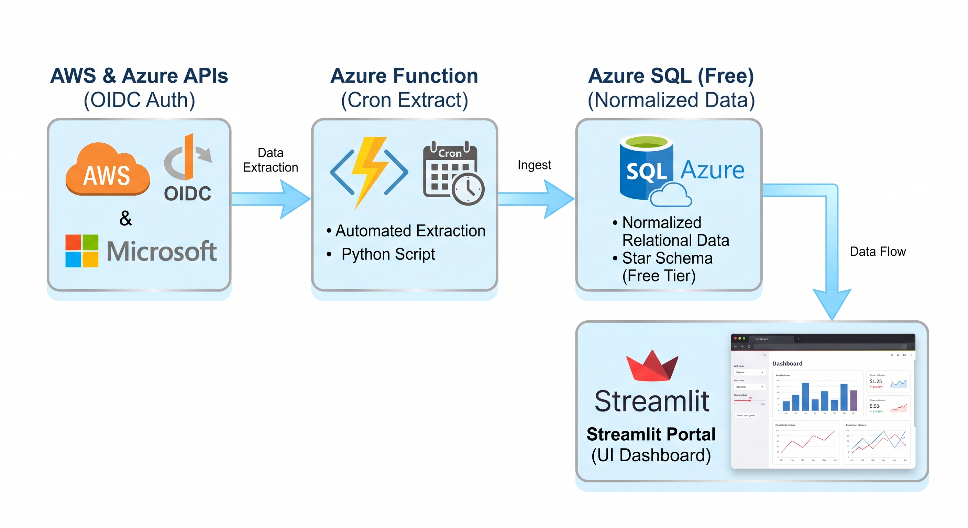 AWS & Azure APIs
(OIDC Auth)
AWS
OIDC
&
Microsoft
Data
Extraction
Azure Function
(Cron Extract)
Cron
• Automated Extraction
• Python Script
Ingest
Azure SQL (Free)
(Normalized Data)
SQL
Azure
• Normalized
Relational Data
• Star Schema
(Free Tier)
Data Flow
Streamlit
Streamlit Portal
(UI Dashboard)
Dashboard
$1.25